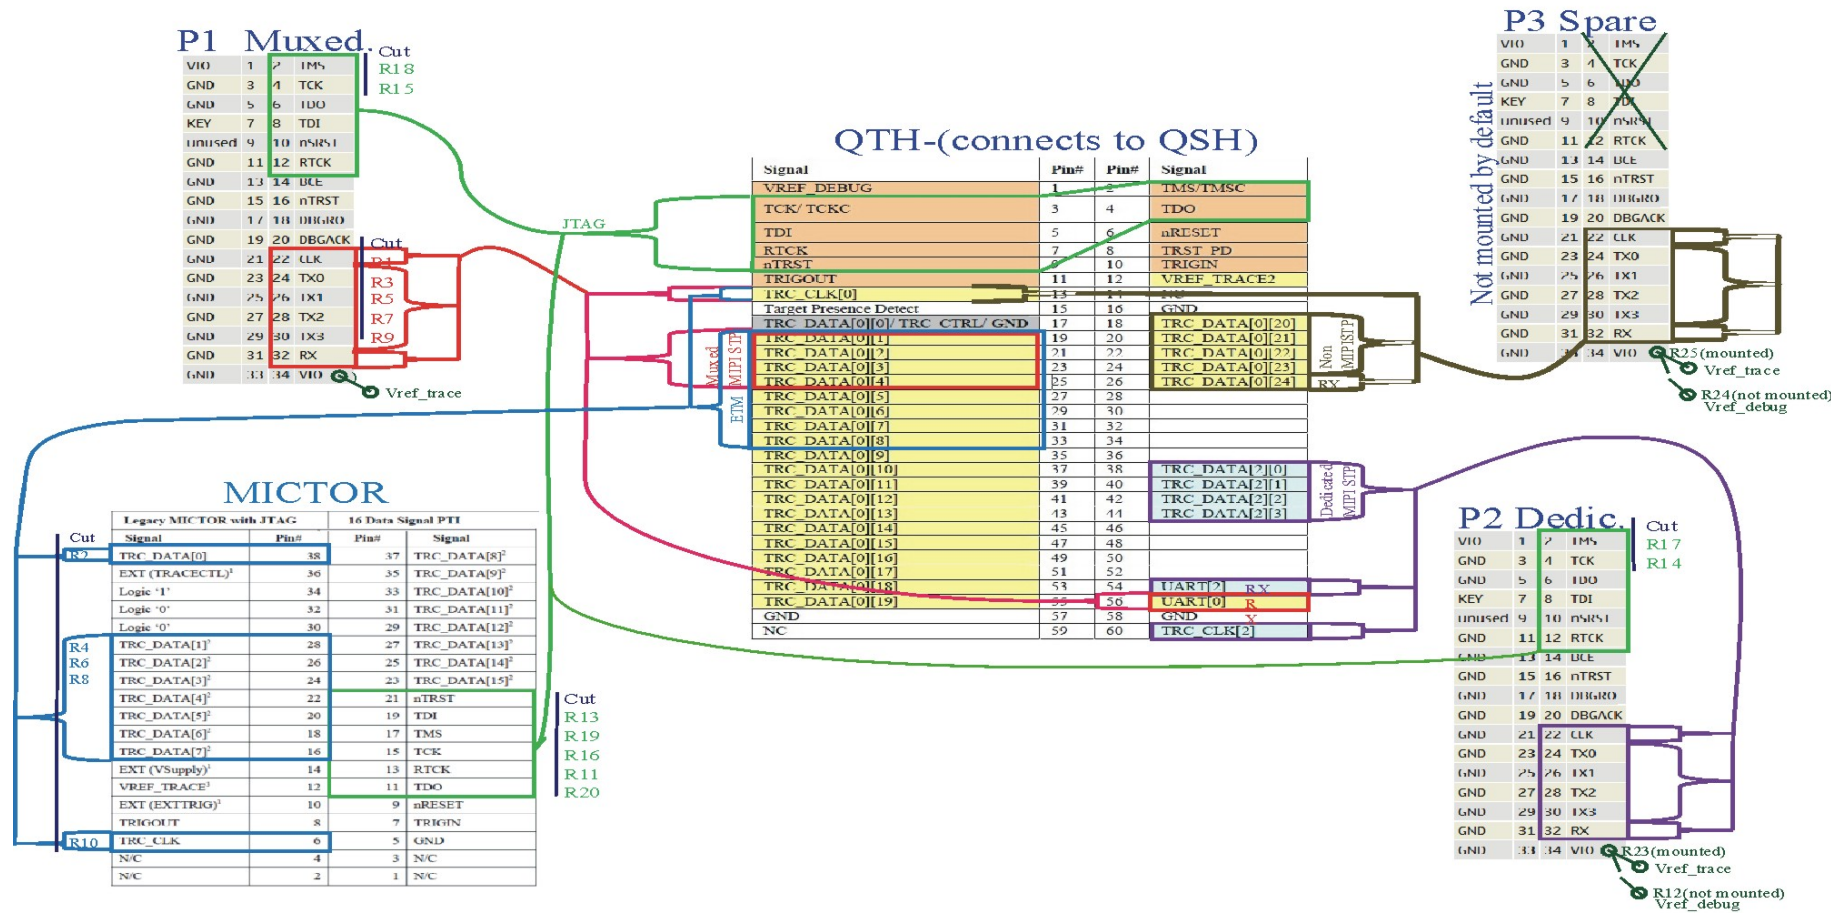 P1 Muxed.
Cut
R18
R15
VIO 1 2 TMS
GND 3 4 TCK
GND 5 6 TDO
KEY 7 8 TDI
unused 9 10 nSRST
GND 11 12 RTCK
GND 13 14 DCE
GND 15 16 nTRST
GND 17 18 DBGRQ
GND 19 20 DBGACK
GND 21 22 CLK
GND 23 24 TX0
GND 25 26 TX1
GND 27 28 TX2
GND 29 30 TX3
GND 31 32 RX
GND 33 34 VIO
Cut
R1
R3
R5
R7
R9
Vref_trace
JTAG
QTH-(connects to QSH)
Signal Pin# Pin# Signal
VREF_DEBUG 1 2 TMS/TMSC
TCK/ TCKC 3 4 TDO
TDI 5 6 nRESET
RTCK 7 8 TRST_PD
nTRST 9 10 TRIGIN
TRIGOUT 11 12 VREF_TRACE2
TRC_CLK[0] 13 14 NC
Target Presence Detect 15 16 GND
TRC_DATA[0][0]/ TRC_CTRL/ GND 17 18 TRC_DATA[0][20]
TRC_DATA[0][1] 19 20 TRC_DATA[0][21]
TRC_DATA[0][2] 21 22 TRC_DATA[0][22]
TRC_DATA[0][3] 23 24 TRC_DATA[0][23]
TRC_DATA[0][4] 25 26 TRC_DATA[0][24]
TRC_DATA[0][5] 27 28
TRC_DATA[0][6] 29 30
TRC_DATA[0][7] 31 32
TRC_DATA[0][8] 33 34
TRC_DATA[0][9] 35 36
TRC_DATA[0][10] 37 38 TRC_DATA[2][0]
TRC_DATA[0][11] 39 40 TRC_DATA[2][1]
TRC_DATA[0][12] 41 42 TRC_DATA[2][2]
TRC_DATA[0][13] 43 44 TRC_DATA[2][3]
TRC_DATA[0][14] 45 46
TRC_DATA[0][15] 47 48
TRC_DATA[0][16] 49 50
TRC_DATA[0][17] 51 52
TRC_DATA[0][18] 53 54 UART[2] RX
TRC_DATA[0][19] 55 56 UART[0] R
X
GND 57 58 GND
NC 59 60 TRC_CLK[2]
Muxed
MIPI STP
ETM
Non
MIPISTP
RX
Dedicated
MIPI STP
P3 Spare
Not mounted by default
VIO 1 2 TMS
GND 3 4 TCK
GND 5 6 TDO
KEY 7 8 TDI
unused 9 10 nSRST
GND 11 12 RTCK
GND 13 14 DCE
GND 15 16 nTRST
GND 17 18 DBGRQ
GND 19 20 DBGACK
GND 21 22 CLK
GND 23 24 TX0
GND 25 26 TX1
GND 27 28 TX2
GND 29 30 TX3
GND 31 32 RX
GND 33 34 VIO
R25(mounted)
Vref_trace
R24(not mounted)
Vref_debug
MICTOR
Legacy MICTOR with JTAG 16 Data Signal PTI
Signal Pin# Pin# Signal
TRC_DATA[0] 38 37 TRC_DATA[8]²
EXT (TRACECTL)¹ 36 35 TRC_DATA[9]²
Logic ‘1’ 34 33 TRC_DATA[10]²
Logic ‘0’ 32 31 TRC_DATA[11]²
Logic ‘0’ 30 29 TRC_DATA[12]²
TRC_DATA[1]² 28 27 TRC_DATA[13]²
TRC_DATA[2]² 26 25 TRC_DATA[14]²
TRC_DATA[3]² 24 23 TRC_DATA[15]²
TRC_DATA[4]² 22 21 nTRST
TRC_DATA[5]² 20 19 TDI
TRC_DATA[6]² 18 17 TMS
TRC_DATA[7]² 16 15 TCK
EXT (VSupply)¹ 14 13 RTCK
VREF_TRACE³ 12 11 TDO
EXT (EXTTRIG)¹ 10 9 nRESET
TRIGOUT 8 7 TRIGIN
TRC_CLK 6 5 GND
N/C 4 3 N/C
N/C 2 1 N/C
Cut
R2
R4
R6
R8
R10
Cut
R13
R19
R16
R11
R20
P2 Dedic.
Cut
R17
R14
VIO 1 2 TMS
GND 3 4 TCK
GND 5 6 TDO
KEY 7 8 TDI
unused 9 10 nSRST
GND 11 12 RTCK
GND 13 14 DCE
GND 15 16 nTRST
GND 17 18 DBGRQ
GND 19 20 DBGACK
GND 21 22 CLK
GND 23 24 TX0
GND 25 26 TX1
GND 27 28 TX2
GND 29 30 TX3
GND 31 32 RX
GND 33 34 VIO
R23(mounted)
Vref_trace
R12(not mounted)
Vref_debug